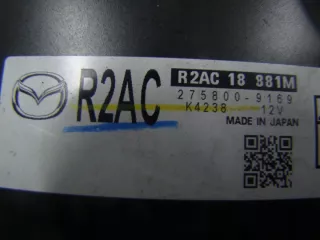 R2AC
R2AC 18 881M
275800-9169
K4238 12V
MADE IN JAPAN